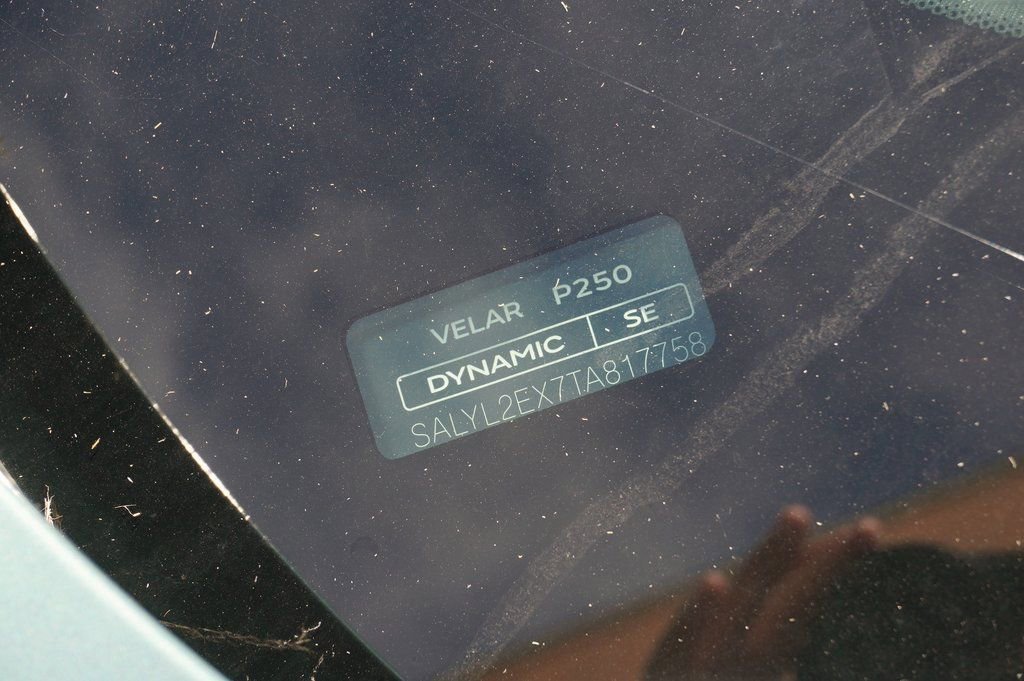 VELAR P250
DYNAMIC SE
SALYL2EX7TA817758